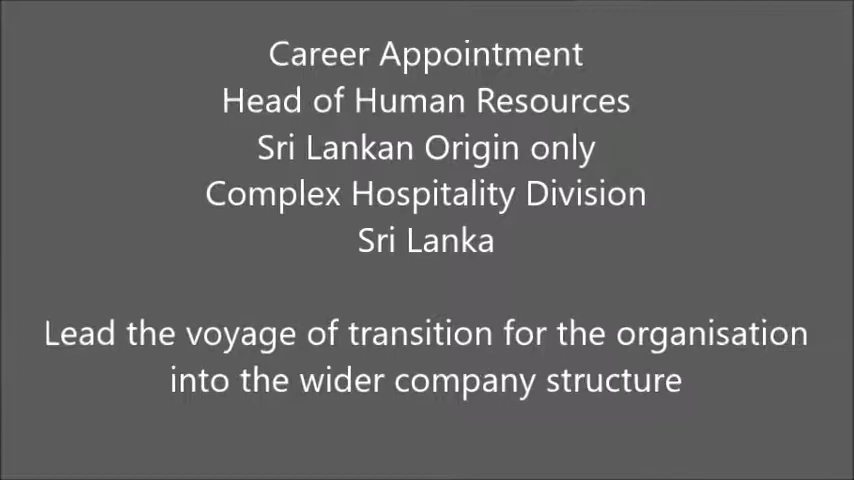 Career Appointment
Head of Human Resources
Sri Lankan Origin only
Complex Hospitality Division
Sri Lanka
Lead the voyage of transition for the organisation
into the wider company structure